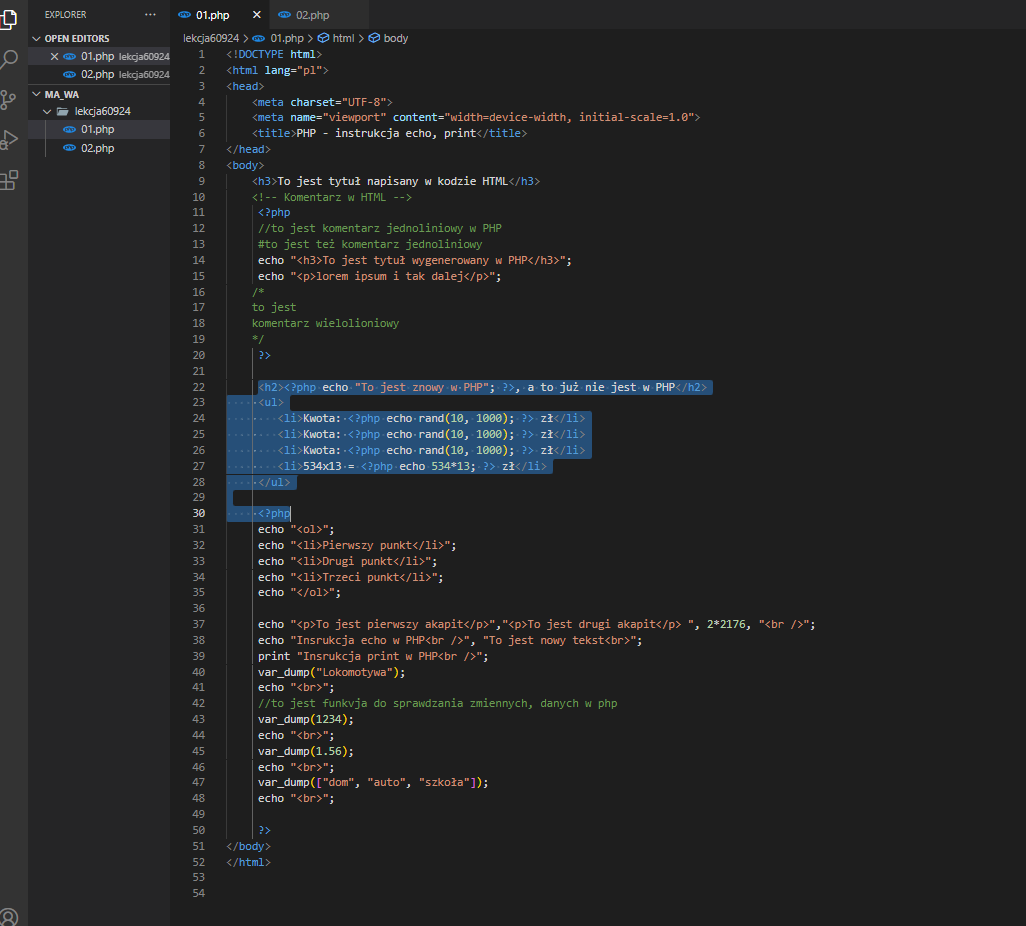 EXPLORER ···
OPEN EDITORS
01.php lekcja60924
02.php lekcja60924
MA_WA
lekcja60924
01.php
02.php
01.php 02.php
lekcja60924 > 01.php > html > body
1 <!DOCTYPE html>
2 <html lang="pl">
3 <head>
4 <meta charset="UTF-8">
5 <meta name="viewport" content="width=device-width, initial-scale=1.0">
6 <title>PHP - instrukcja echo, print</title>
7 </head>
8 <body>
9 <h3>To jest tytuł napisany w kodzie HTML</h3>
10 <!-- Komentarz w HTML -->
11 <?php
12 //to jest komentarz jednoliniowy w PHP
13 #to jest też komentarz jednoliniowy
14 echo "<h3>To jest tytuł wygenerowany w PHP</h3>";
15 echo "<p>lorem ipsum i tak dalej</p>";
16 /*
17 to jest
18 komentarz wielolioniowy
19 */
20 ?>
21
22 <h2><?php echo "To jest znowy w PHP"; ?>, a to już nie jest w PHP</h2>
23 <ul>
24 <li>Kwota: <?php echo rand(10, 1000); ?> zł</li>
25 <li>Kwota: <?php echo rand(10, 1000); ?> zł</li>
26 <li>Kwota: <?php echo rand(10, 1000); ?> zł</li>
27 <li>534x13 = <?php echo 534*13; ?> zł</li>
28 </ul>
29
30 <?php
31 echo "<ol>";
32 echo "<li>Pierwszy punkt</li>";
33 echo "<li>Drugi punkt</li>";
34 echo "<li>Trzeci punkt</li>";
35 echo "</ol>";
36
37 echo "<p>To jest pierwszy akapit</p>","<p>To jest drugi akapit</p> ", 2*2176, "<br />";
38 echo "Insrukcja echo w PHP<br />", "To jest nowy tekst<br>";
39 print "Insrukcja print w PHP<br />";
40 var_dump("Lokomotywa");
41 echo "<br>";
42 //to jest funkvja do sprawdzania zmiennych, danych w php
43 var_dump(1234);
44 echo "<br>";
45 var_dump(1.56);
46 echo "<br>";
47 var_dump(["dom", "auto", "szkoła"]);
48 echo "<br>";
49
50 ?>
51 </body>
52 </html>
53
54